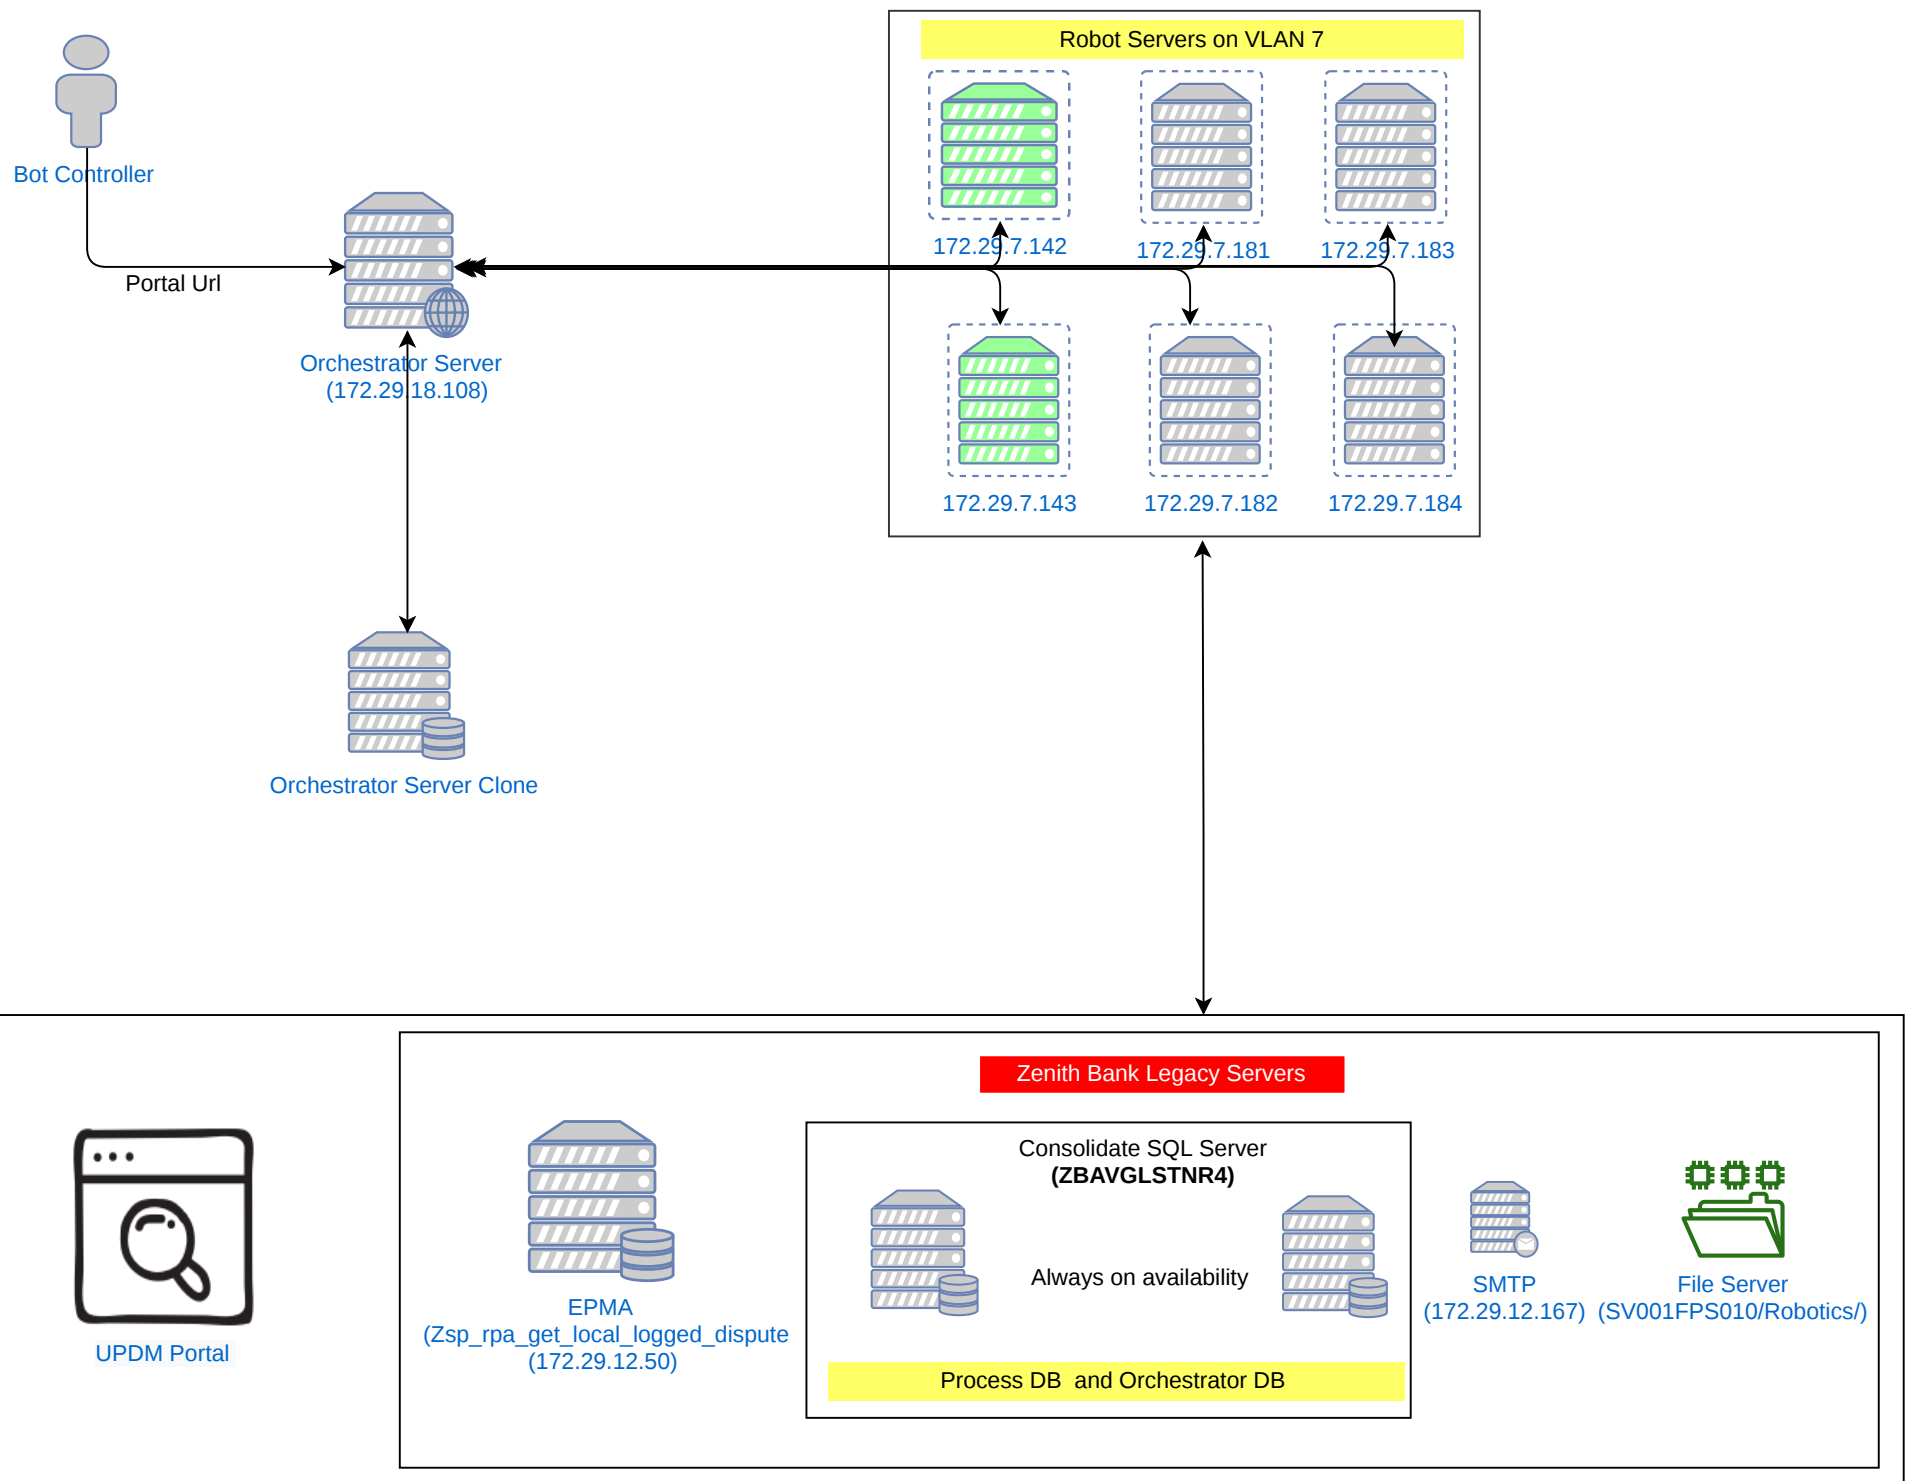 Robot Servers on VLAN 7
Bot Controller
172.29.7.142
172.29.7.181
172.29.7.183
Portal Url
Orchestrator Server
(172.29.18.108)
172.29.7.143
172.29.7.182
172.29.7.184
Orchestrator Server Clone
Zenith Bank Legacy Servers
Consolidate SQL Server
(ZBAVGLSTNR4)
Always on availability
SMTP
(172.29.12.167)
File Server
(SV001FPS010/Robotics/)
EPMA
(Zsp_rpa_get_local_logged_dispute
(172.29.12.50)
UPDM Portal
Process DB  and Orchestrator DB